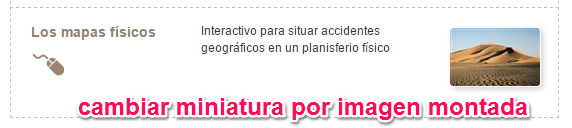 Los mapas físicos
Interactivo para situar accidentes
geográficos en un planisferio físico
cambiar miniatura por imagen montada